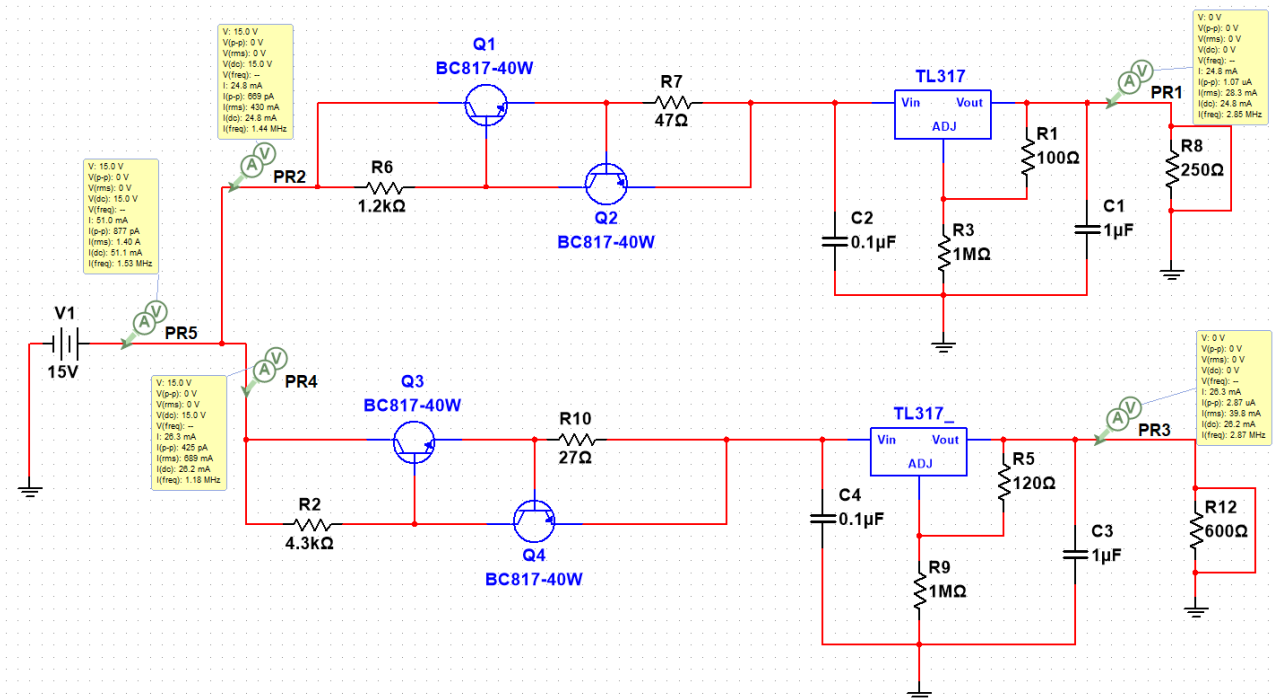 V: 15.0 V
V(p-p): 0 V
V(rms): 0 V
V(dc): 15.0 V
V(freq): --
I: 24.8 mA
I(p-p): 669 pA
I(rms): 430 mA
I(dc): 24.8 mA
I(freq): 1.44 MHz
PR2
Q1
BC817-40W
R7
47Ω
R6
1.2kΩ
Q2
BC817-40W
TL317
Vin
Vout
ADJ
R1
100Ω
C2
0.1µF
R3
1MΩ
C1
1µF
V: 0 V
V(p-p): 0 V
V(rms): 0 V
V(dc): 0 V
V(freq): --
I: 24.8 mA
I(p-p): 1.07 uA
I(rms): 28.3 mA
I(dc): 24.8 mA
I(freq): 2.85 MHz
A
V
PR1
R8
250Ω
V: 15.0 V
V(p-p): 0 V
V(rms): 0 V
V(dc): 15.0 V
V(freq): --
I: 51.0 mA
I(p-p): 877 pA
I(rms): 1.40 A
I(dc): 51.1 mA
I(freq): 1.53 MHz
A
V
A
V
PR5
V1
15V
A
V
PR4
V: 15.0 V
V(p-p): 0 V
V(rms): 0 V
V(dc): 15.0 V
V(freq): --
I: 26.3 mA
I(p-p): 425 pA
I(rms): 689 mA
I(dc): 26.2 mA
I(freq): 1.18 MHz
Q3
BC817-40W
R10
27Ω
R2
4.3kΩ
Q4
BC817-40W
TL317_
Vin
Vout
ADJ
R5
120Ω
C4
0.1µF
R9
1MΩ
C3
1µF
V: 0 V
V(p-p): 0 V
V(rms): 0 V
V(dc): 0 V
V(freq): --
I: 26.3 mA
I(p-p): 2.87 uA
I(rms): 39.8 mA
I(dc): 26.2 mA
I(freq): 2.87 MHz
A
V
PR3
R12
600Ω